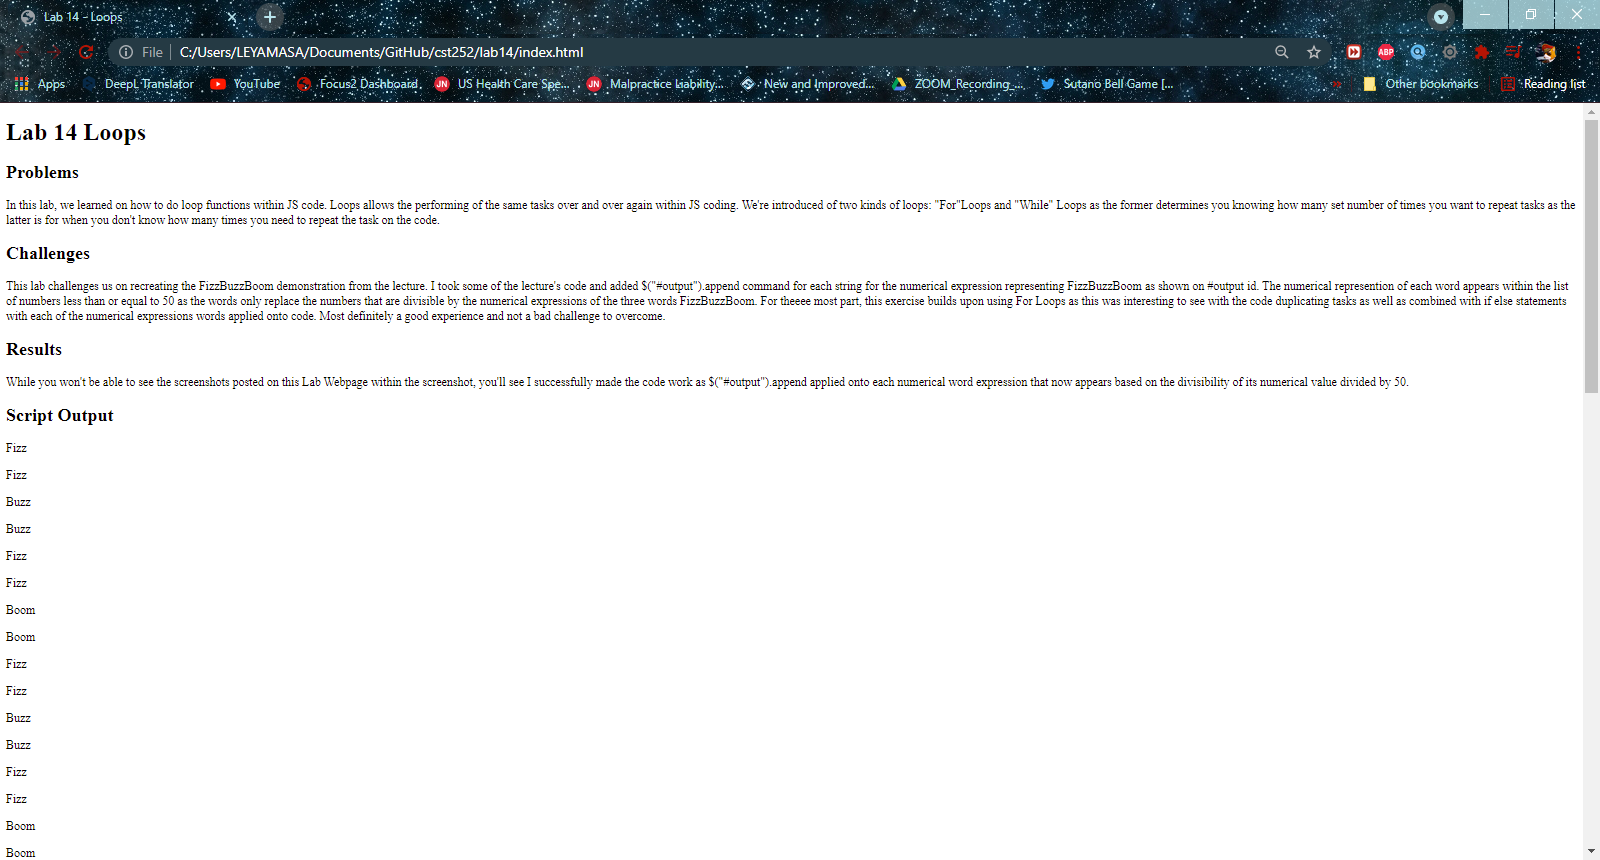 Lab 14 - Loops
File C:/Users/LEYAMASA/Documents/GitHub/cst252/lab14/index.html
Apps DeepL Translator YouTube Focus2 Dashboard JN US Health Care Spe... JN Malpractice Liability... New and Improved... ZOOM_Recording_... Sutano Bell Game [... Other bookmarks Reading list
ABP
Lab 14 Loops
Problems
In this lab, we learned on how to do loop functions within JS code. Loops allows the performing of the same tasks over and over again within JS coding. We're introduced of two kinds of loops: "For"Loops and "While" Loops as the former determines you knowing how many set number of times you want to repeat tasks as the
latter is for when you don't know how many times you need to repeat the task on the code.
Challenges
This lab challenges us on recreating the FizzBuzzBoom demonstration from the lecture. I took some of the lecture's code and added $("#output").append command for each string for the numerical expression representing FizzBuzzBoom as shown on #output id. The numerical represention of each word appears within the list
of numbers less than or equal to 50 as the words only replace the numbers that are divisible by the numerical expressions of the three words FizzBuzzBoom. For theeee most part, this exercise builds upon using For Loops as this was interesting to see with the code duplicating tasks as well as combined with if else statements
with each of the numerical expressions words applied onto code. Most definitely a good experience and not a bad challenge to overcome.
Results
While you won't be able to see the screenshots posted on this Lab Webpage within the screenshot, you'll see I successfully made the code work as $("#output").append applied onto each numerical word expression that now appears based on the divisibility of its numerical value divided by 50.
Script Output
Fizz
Fizz
Buzz
Buzz
Fizz
Fizz
Boom
Boom
Fizz
Fizz
Buzz
Buzz
Fizz
Fizz
Boom
Boom